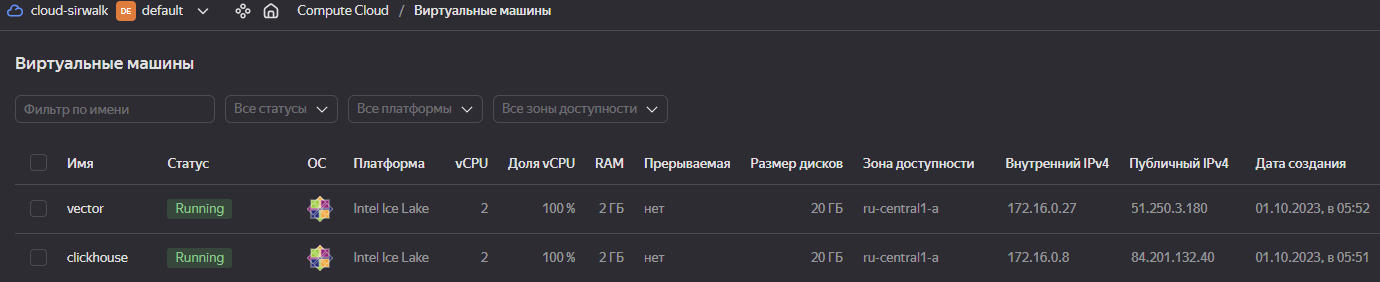 cloud-sirwalk DE default Compute Cloud / Виртуальные машины
Виртуальные машины
Фильтр по имени Все статусы Все платформы Все зоны доступности
Имя Статус ОС Платформа vCPU Доля vCPU RAM Прерываемая Размер дисков Зона доступности Внутренний IPv4 Публичный IPv4 Дата создания
vector Running Intel Ice Lake 2 100 % 2 ГБ нет 20 ГБ ru-central1-a 172.16.0.27 51.250.3.180 01.10.2023, в 05:52
clickhouse Running Intel Ice Lake 2 100 % 2 ГБ нет 20 ГБ ru-central1-a 172.16.0.8 84.201.132.40 01.10.2023, в 05:51